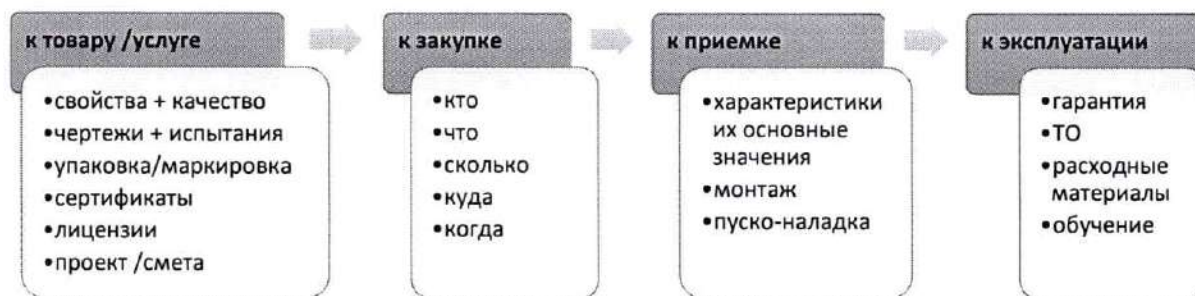 к товару /услуге
•свойства + качество
•чертежи + испытания
•упаковка/маркировка
•сертификаты
•лицензии
•проект /смета
к закупке
•кто
•что
•сколько
•куда
•когда
к приемке
•характеристики
их основные
значения
•монтаж
•пуско-наладка
к эксплуатации
•гарантия
•ТО
•расходные
материалы
•обучение